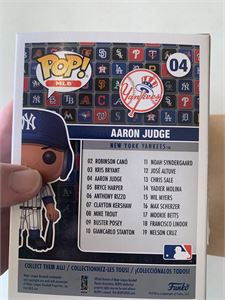 POP!
MLB
Yankees
04
AARON JUDGE
NEW YORK YANKEES
02 ROBINSON CANÓ
03 KRIS BRYANT
04 AARON JUDGE
05 BRYCE HARPER
06 ANTHONY RIZZO
07 CLAYTON KERSHAW
08 MIKE TROUT
09 BUSTER POSEY
10 GIANCARLO STANTON
11 NOAH SYNDERGAARD
12 JOSÉ ALTUVE
13 CHRIS SALE
14 YADIER MOLINA
15 WIL MYERS
16 MAX SCHERZER
17 MOOKIE BETTS
18 FRANCISCO LINDOR
19 NELSON CRUZ
COLLECT THEM ALL! / COLLECTIONNEZ-LES TOUS! / ¡COLECCIÓNALOS TODOS!
Funko